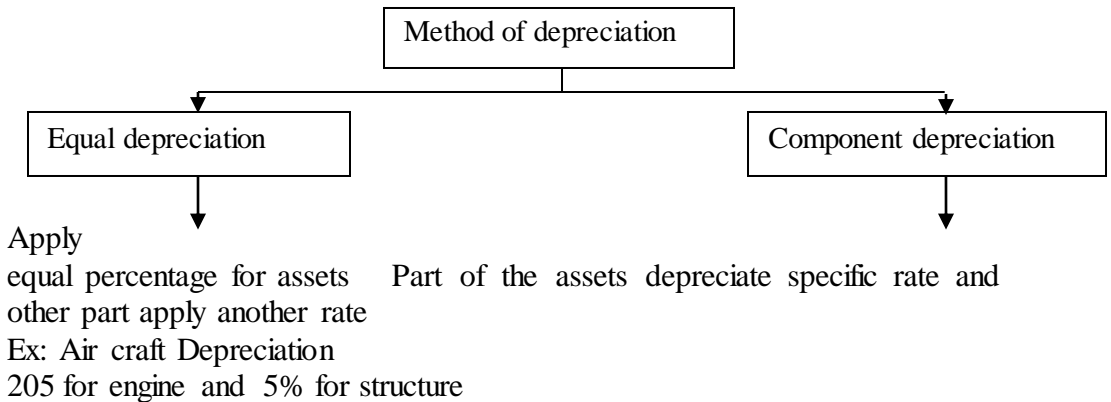 Method of depreciation
Equal depreciation
Component depreciation
Apply
equal percentage for assets Part of the assets depreciate specific rate and
other part apply another rate
Ex: Air craft Depreciation
205 for engine and 5% for structure